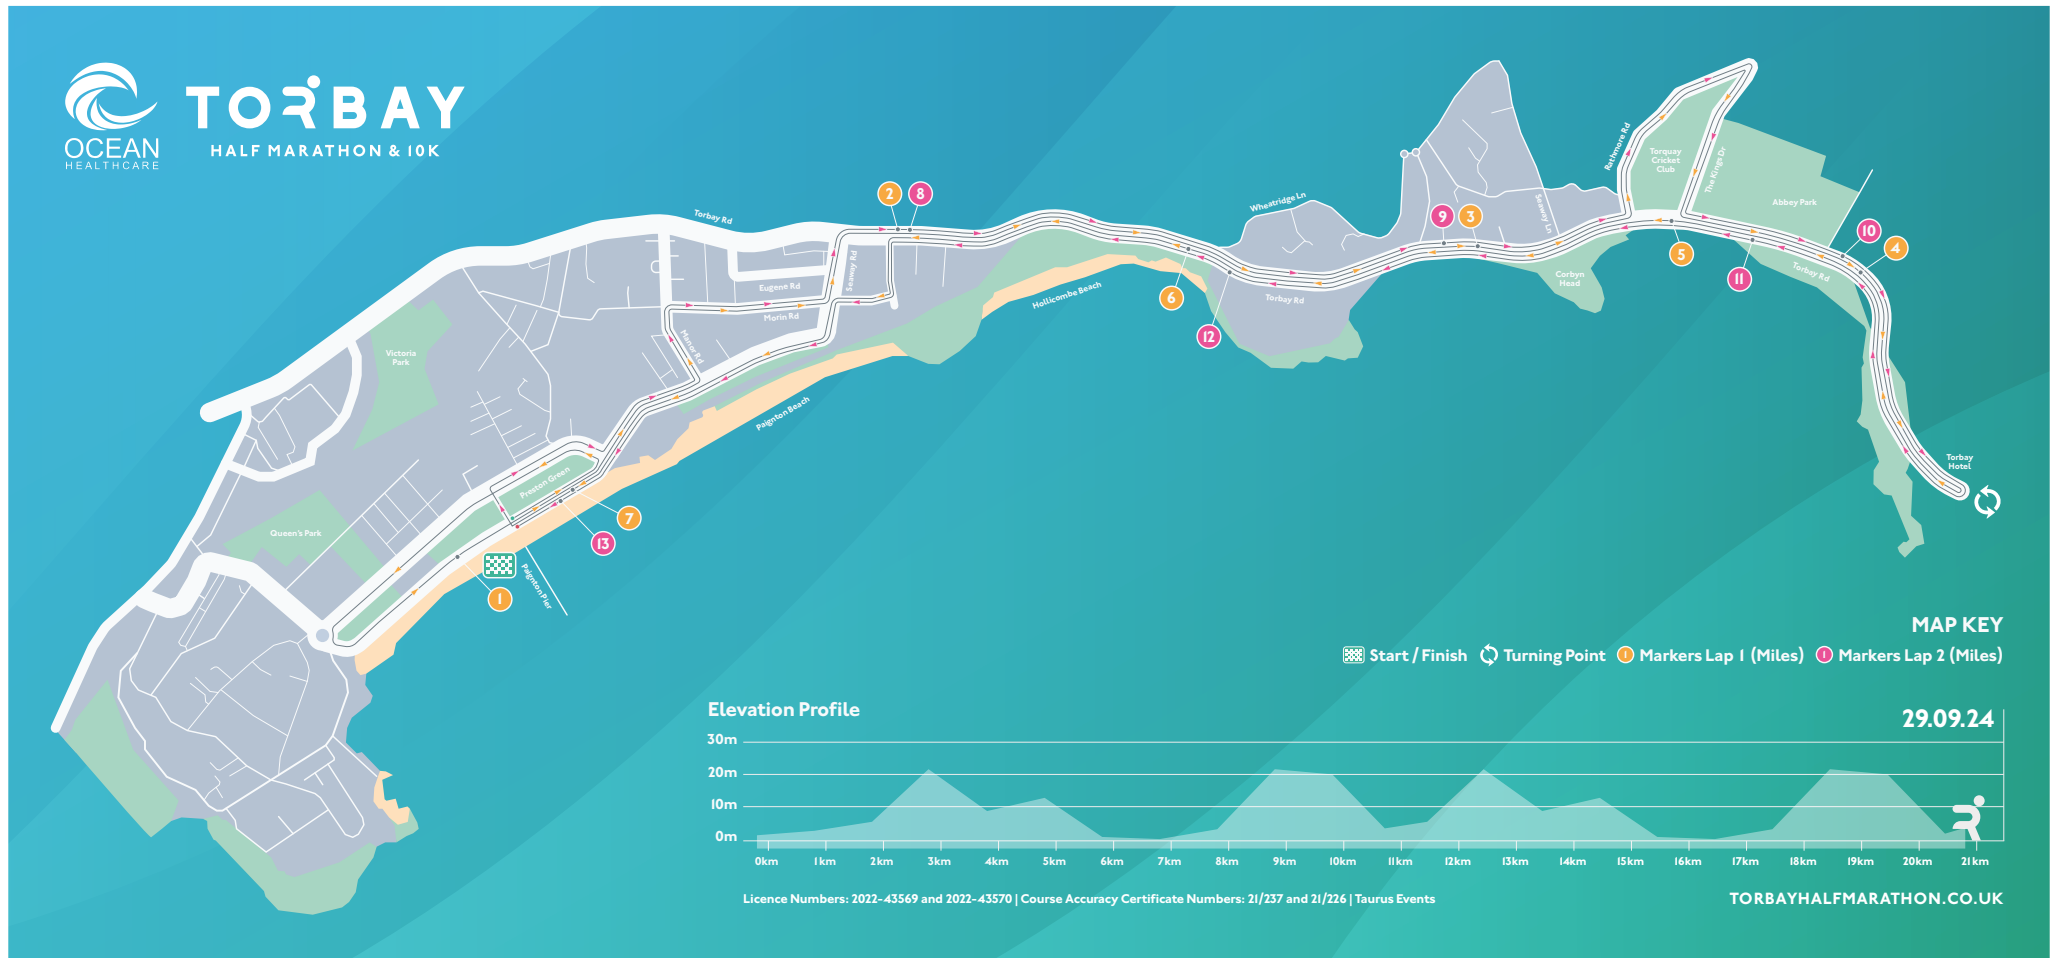 OCEAN
HEALTHCARE
TORBAY
HALF MARATHON & 10K
Torbay Rd
2
8
Wheatridge Ln
9
3
Seaway Ln
Rathmore Rd
Torquay
Cricket
Club
The Kings Dr
Abbey Park
10
4
5
11
Torbay Rd
Corbyn
Head
Torbay Rd
6
12
Hollicombe Beach
Seaway Rd
Eugene Rd
Morin Rd
Manor Rd
Victoria
Park
Paignton Beach
Preston Green
7
13
Queen's Park
1
Paignton Pier
Torbay
Hotel
MAP KEY
Start / Finish
Turning Point
1
Markers Lap 1 (Miles)
1
Markers Lap 2 (Miles)
Elevation Profile
29.09.24
30m
20m
10m
0m
0km 1km 2km 3km 4km 5km 6km 7km 8km 9km 10km 11km 12km 13km 14km 15km 16km 17km 18km 19km 20km 21km
Licence Numbers: 2022-43569 and 2022-43570 | Course Accuracy Certificate Numbers: 21/237 and 21/226 | Taurus Events
TORBAYHALFMARATHON.CO.UK